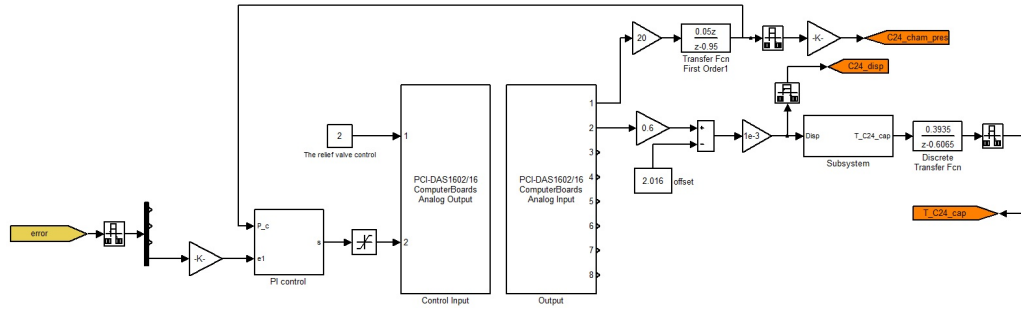 20
0.05z
z-0.95
Transfer Fcn
First Order1
-K-
C24_cham_pres
C24_disp
2
The relief valve control
1
2
PCI-DAS1602/16
ComputerBoards
Analog Output
Control Input
PCI-DAS1602/16
ComputerBoards
Analog Input
1
2
3
4
5
6
7
8
Output
0.6
+
-
2.016
offset
1e-3
Disp
T_C24_cap
Subsystem
0.3935
z-0.6065
Discrete
Transfer Fcn
T_C24_cap
error
-K-
P_c
e1
s
PI control